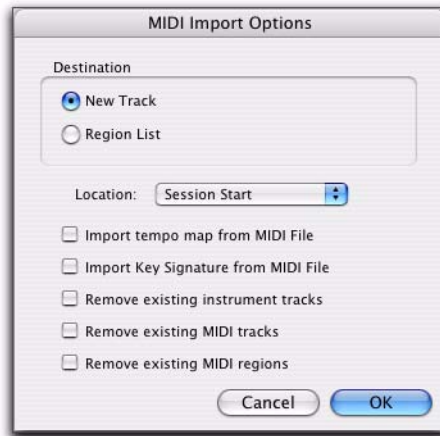 MIDI Import Options
Destination
New Track
Region List
Location: Session Start
Import tempo map from MIDI File
Import Key Signature from MIDI File
Remove existing instrument tracks
Remove existing MIDI tracks
Remove existing MIDI regions
Cancel OK